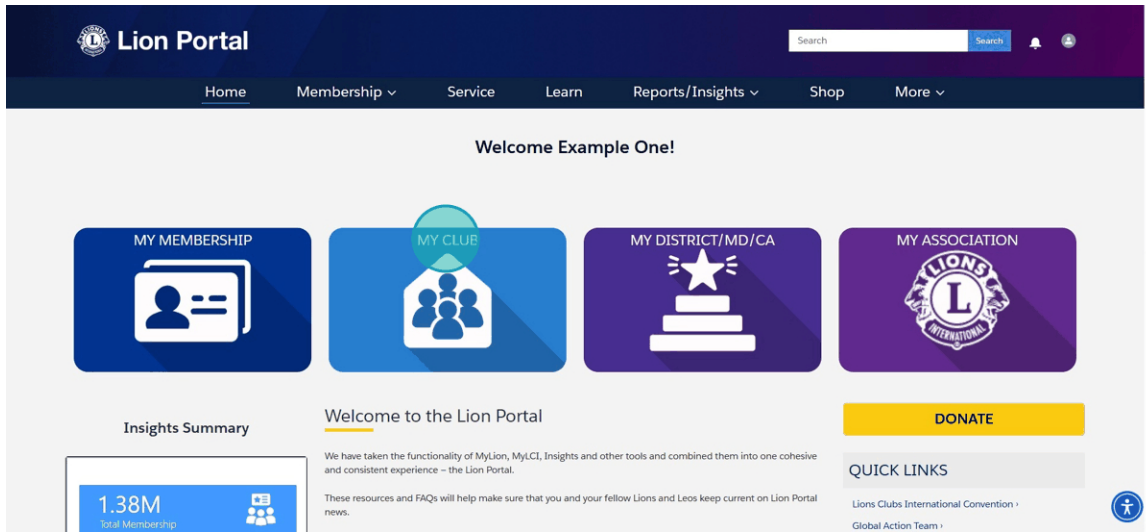 Lion Portal
Search
Search
Home
Membership
Service
Learn
Reports/Insights
Shop
More
Welcome Example One!
MY MEMBERSHIP
MY CLUB
MY DISTRICT/MD/CA
MY ASSOCIATION
LIONS
L
INTERNATIONAL
Insights Summary
1.38M
Total Membership
Welcome to the Lion Portal
We have taken the functionality of MyLion, MyLCI, Insights and other tools and combined them into one cohesive
and consistent experience – the Lion Portal.
These resources and FAQs will help make sure that you and your fellow Lions and Leos keep current on Lion Portal
news.
DONATE
QUICK LINKS
Lions Clubs International Convention ›
Global Action Team ›